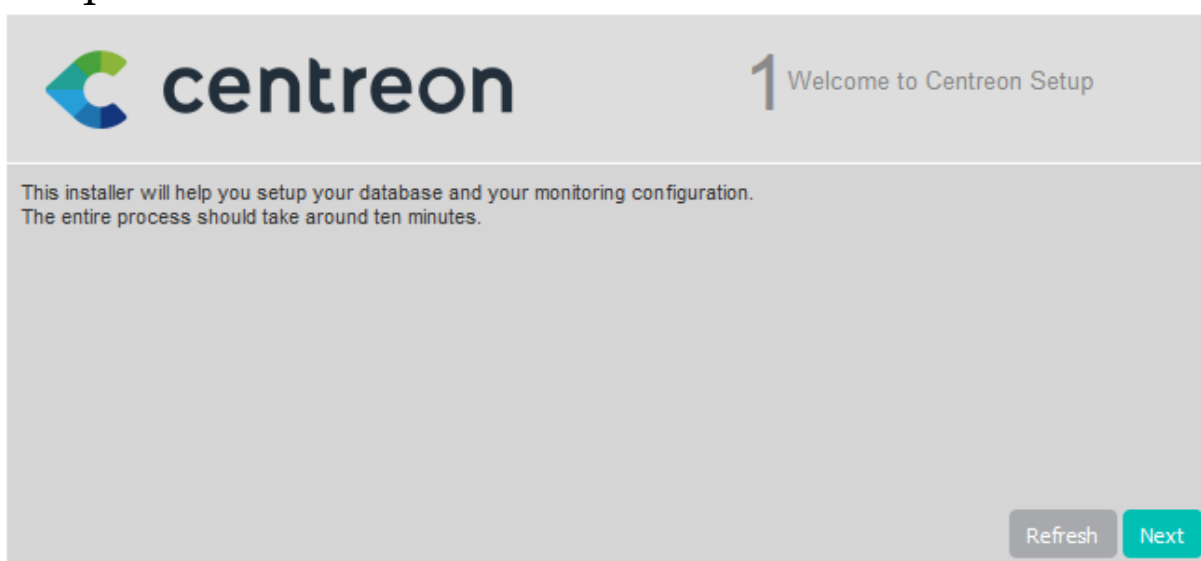 centreon
1 Welcome to Centreon Setup
This installer will help you setup your database and your monitoring configuration.
The entire process should take around ten minutes.
Refresh Next